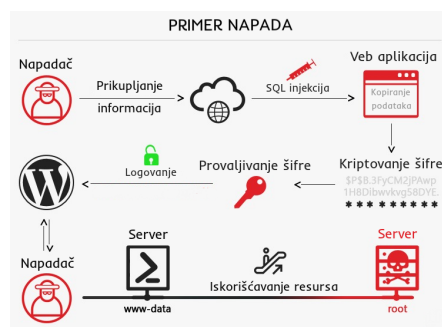 PRIMER NAPADA
Napadač
Prikupljanje
informacija
SQL injekcija
Veb aplikacija
Kopiranje
podataka
Kriptovanje šifre
$P$B.3FyCM2jPAwp
1H8Dibwvkvg58DYE.
*********
Provaljivanje šifre
Logovanje
Napadač
Server
www-data
Iskorišćavanje resursa
Server
root